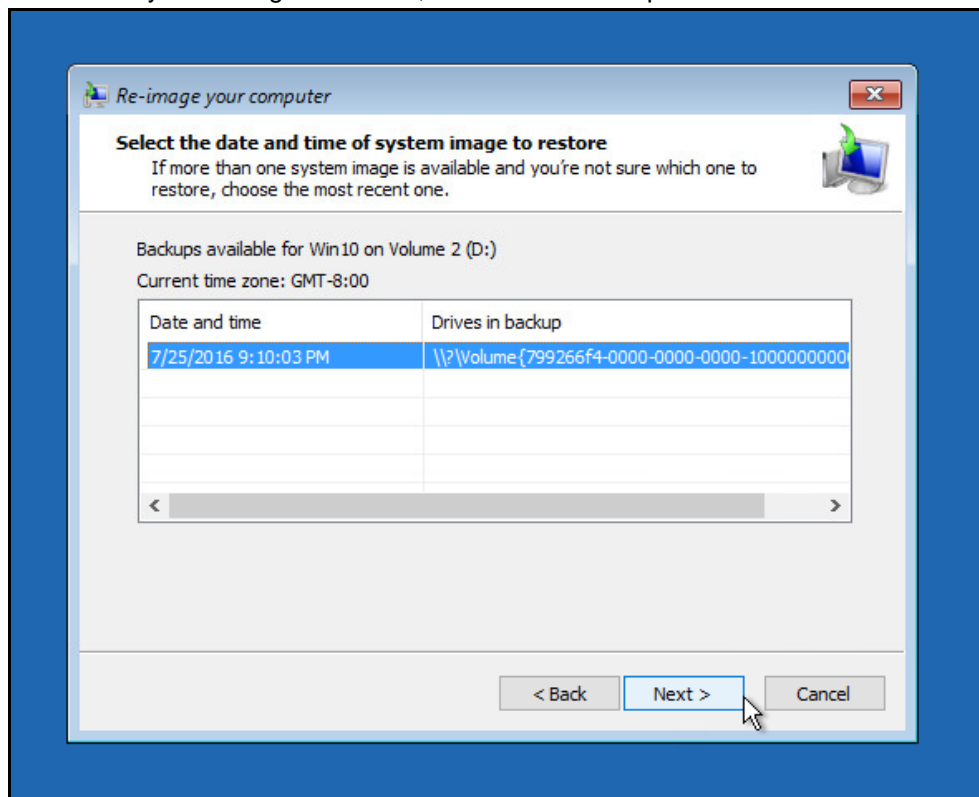 Re-image your computer
Select the date and time of system image to restore
If more than one system image is available and you're not sure which one to
restore, choose the most recent one.
Backups available for Win10 on Volume 2 (D:)
Current time zone: GMT-8:00
Date and time Drives in backup
7/25/2016 9:10:03 PM \\?\Volume{799266f4-0000-0000-0000-1000000000
< Back Next > Cancel